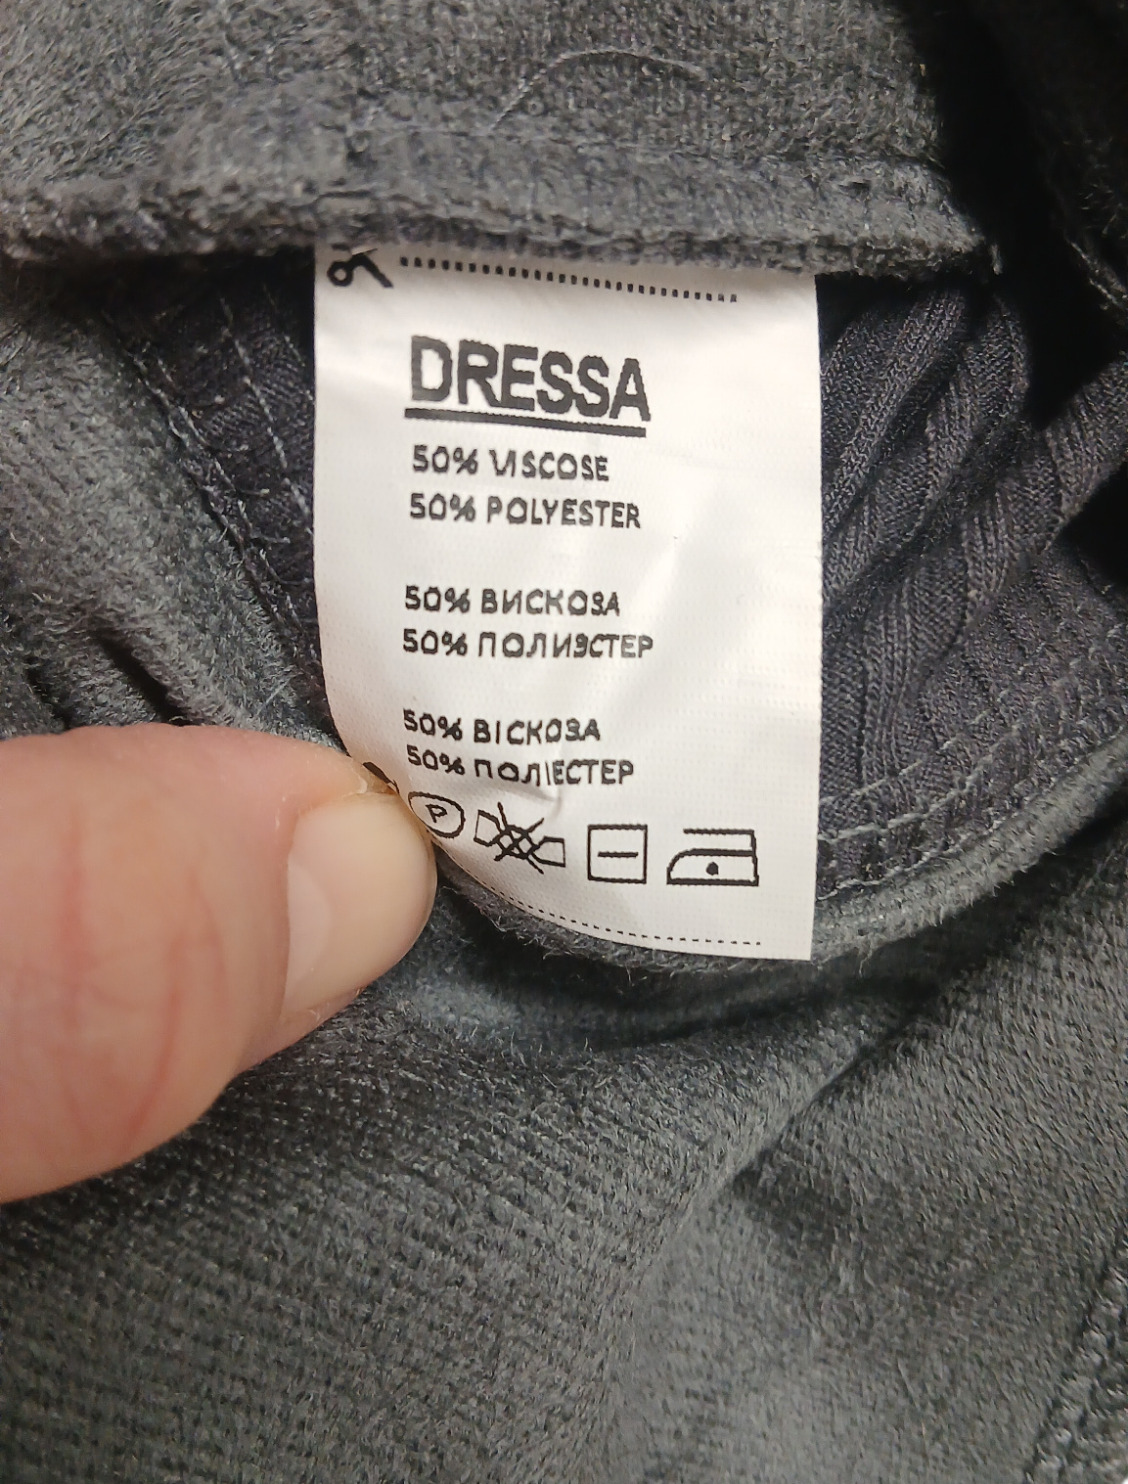 DRESSA
50% VISCOSE
50% POLYESTER
50% ВИСКОЗА
50% ПОЛИЭСТЕР
50% ВІСКОЗА
50% ПОЛІЕСТЕР
P